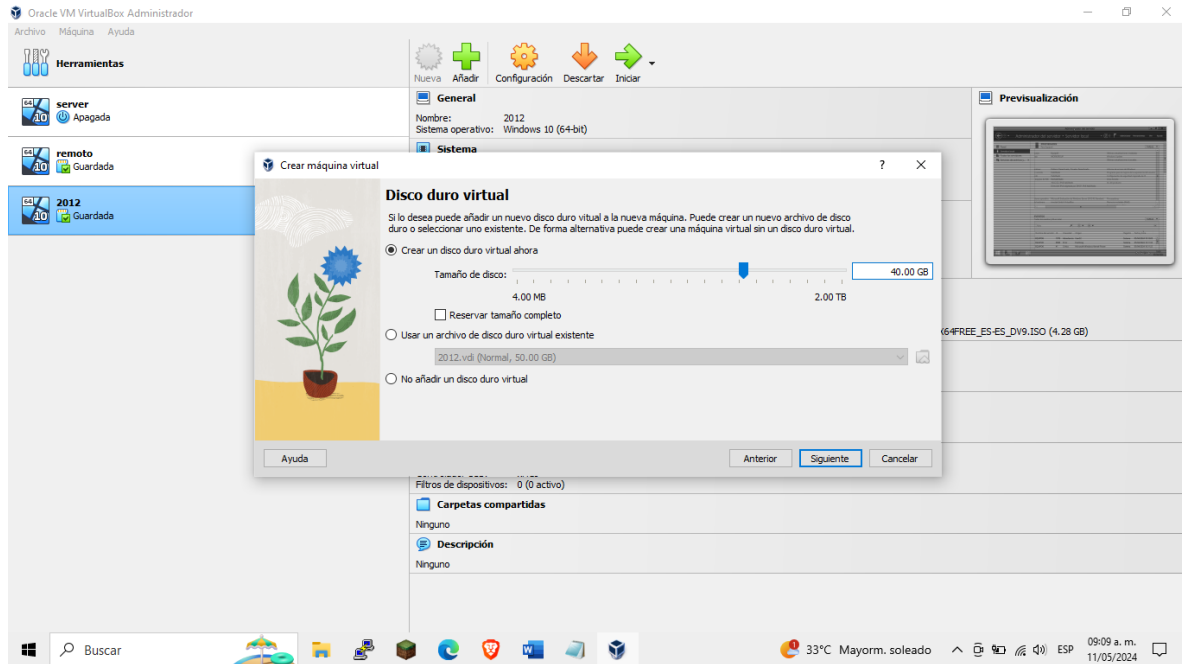 Oracle VM VirtualBox Administrador
Archivo Máquina Ayuda
Herramientas
Nueva Añadir Configuración Descartar Iniciar
server
Apagada
remoto
Guardada
2012
Guardada
General
Nombre: 2012
Sistema operativo: Windows 10 (64-bit)
Sistema
Previsualización
Crear máquina virtual
Disco duro virtual
Si lo desea puede añadir un nuevo disco duro vitual a la nueva máquina. Puede crear un nuevo archivo de disco
duro o seleccionar uno existente. De forma alternativa puede crear una máquina virtual sin un disco duro virtual.
Crear un disco duro virtual ahora
Tamaño de disco: 40.00 GB
4.00 MB 2.00 TB
Reservar tamaño completo
Usar un archivo de disco duro virtual existente
2012.vdi (Normal, 50.00 GB)
No añadir un disco duro virtual
Ayuda Anterior Siguiente Cancelar
X64FREE_ES-ES_DV9.ISO (4.28 GB)
Filtros de dispositivos: 0 (0 activo)
Carpetas compartidas
Ninguno
Descripción
Ninguno
Buscar
33°C Mayorm. soleado
ESP
09:09 a. m.
11/05/2024